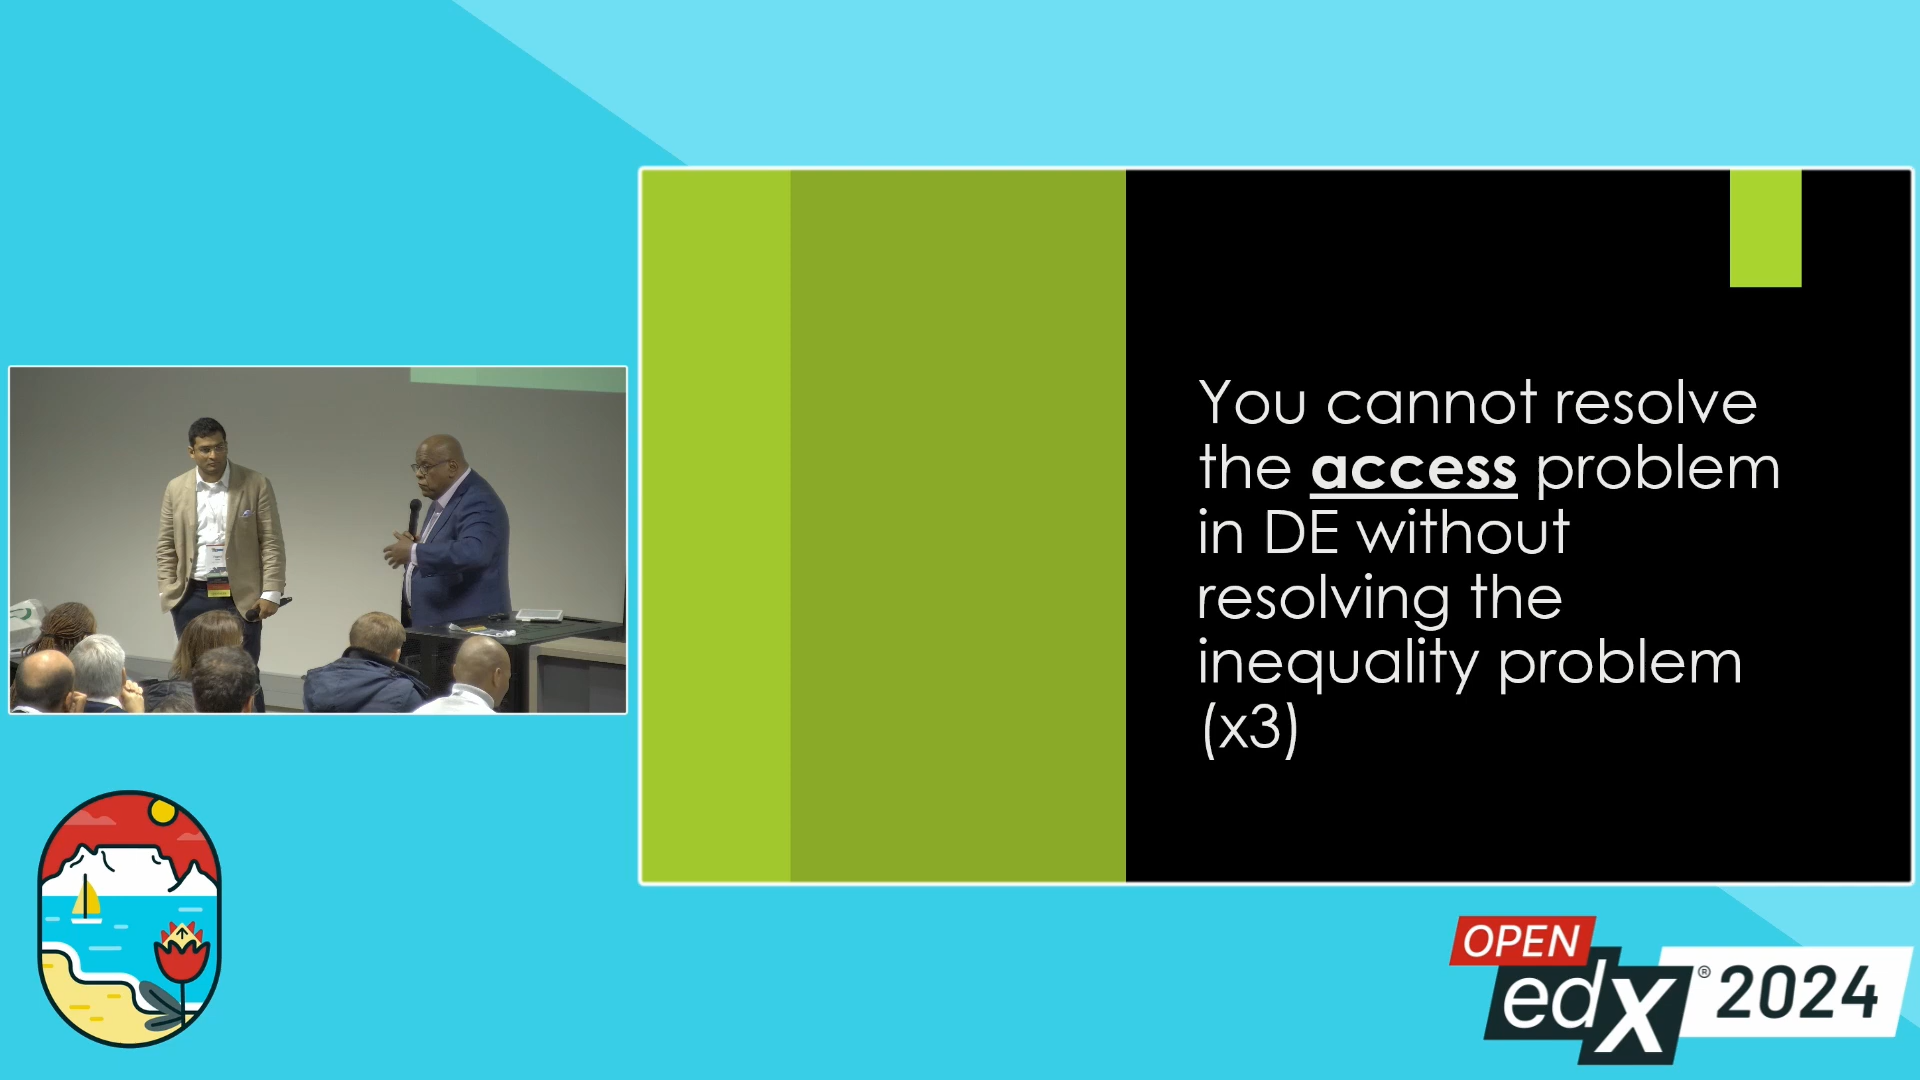 You cannot resolve
the access problem
in DE without
resolving the
inequality problem
(x3)
OPEN
edX ® 2024